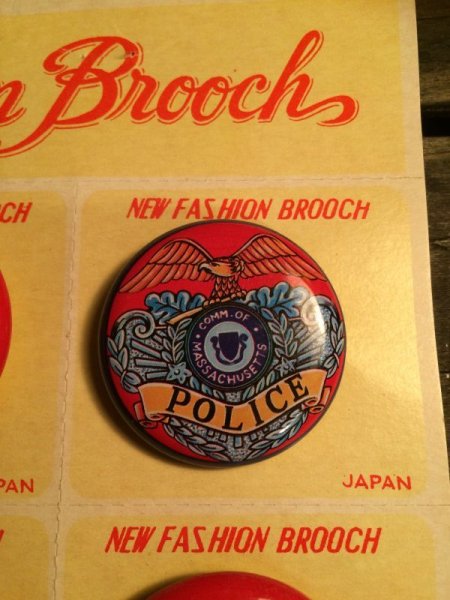 n Brooch
CH
NEW FASHION BROOCH
COMM. OF
MASSACHUSETTS
POLICE
PAN
JAPAN
NEW FASHION BROOCH